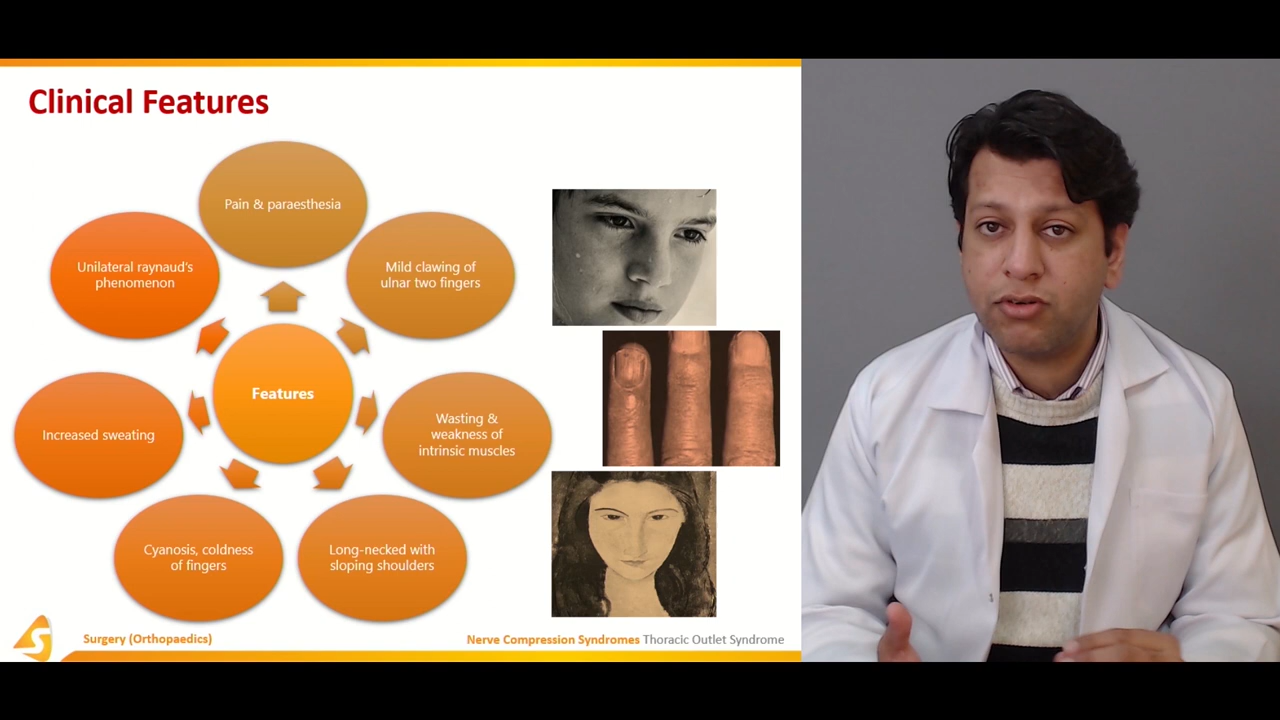 Clinical Features
Pain & paraesthesia
Mild clawing of
ulnar two fingers
Wasting &
weakness of
intrinsic muscles
Long-necked with
sloping shoulders
Cyanosis, coldness
of fingers
Increased sweating
Unilateral raynaud's
phenomenon
Features
Surgery (Orthopaedics)
Nerve Compression Syndromes Thoracic Outlet Syndrome